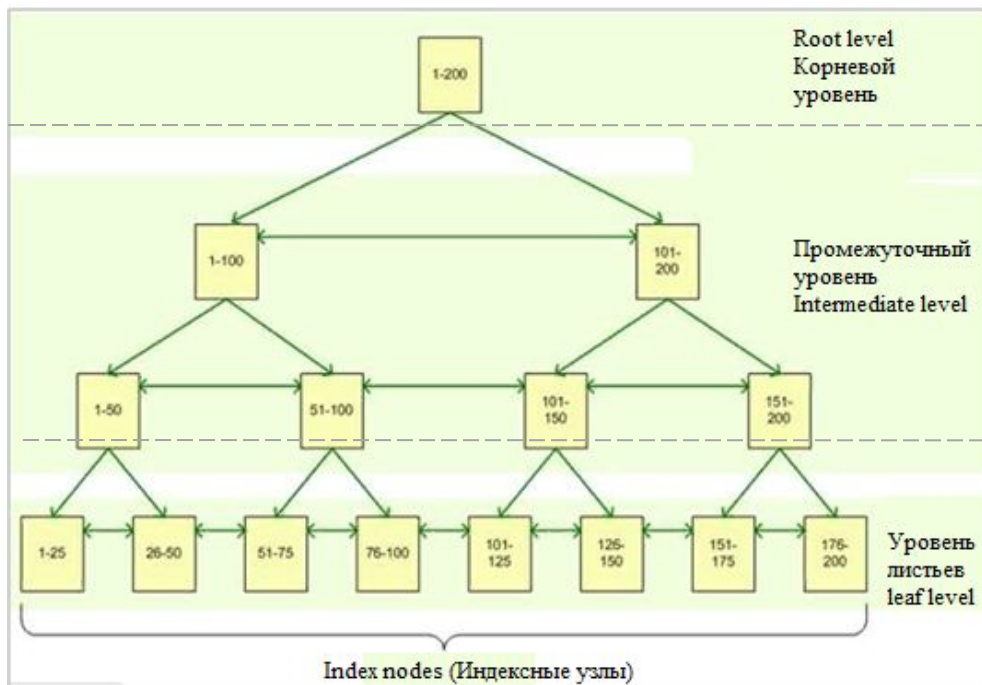 Root level
Корневой
уровень
1-200
1-100
101-
200
Промежуточный
уровень
Intermediate level
1-50
51-100
101-
150
151-
200
1-25
26-50
51-75
76-100
101-
125
126-
150
151-
175
176-
200
Уровень
листьев
leaf level
Index nodes (Индексные узлы)